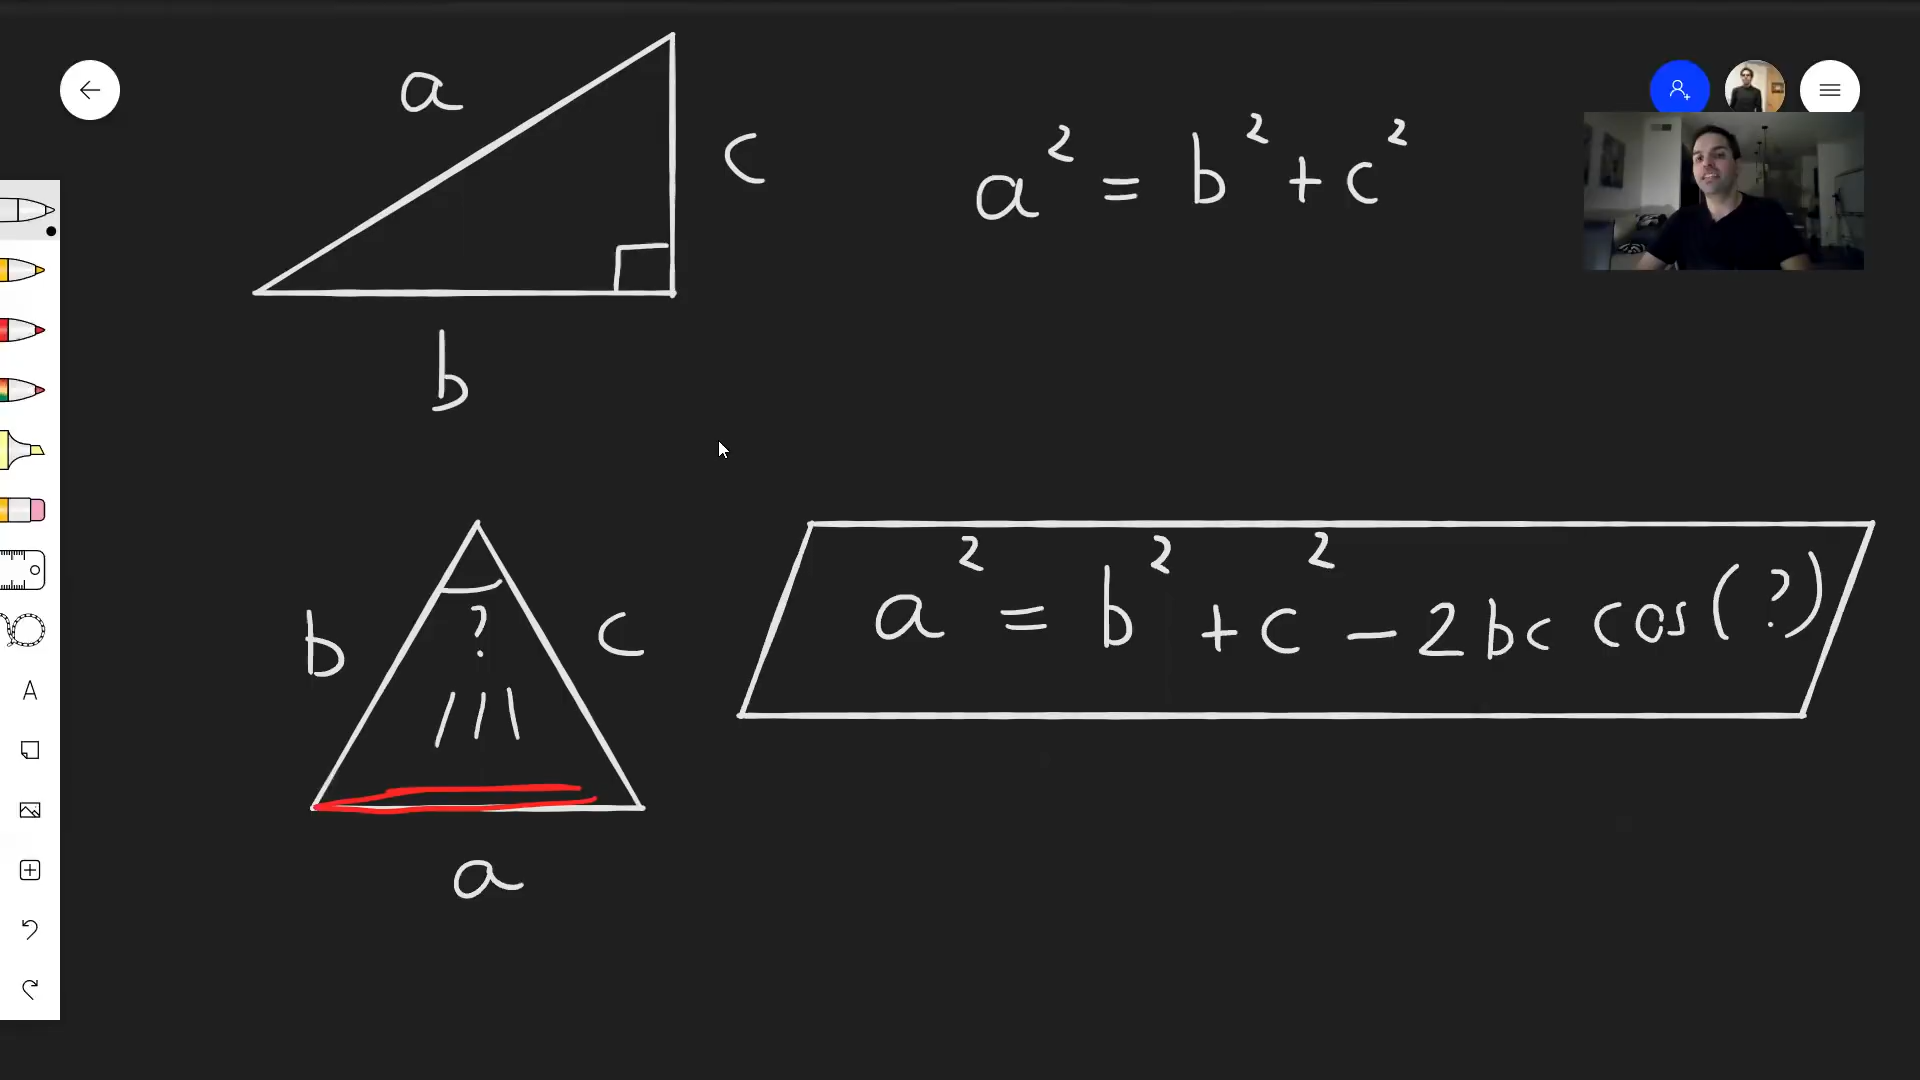 a
c
a² = b² + c²
b
a² = b² + c² - 2bc cos(?)
?
b
c
a
A